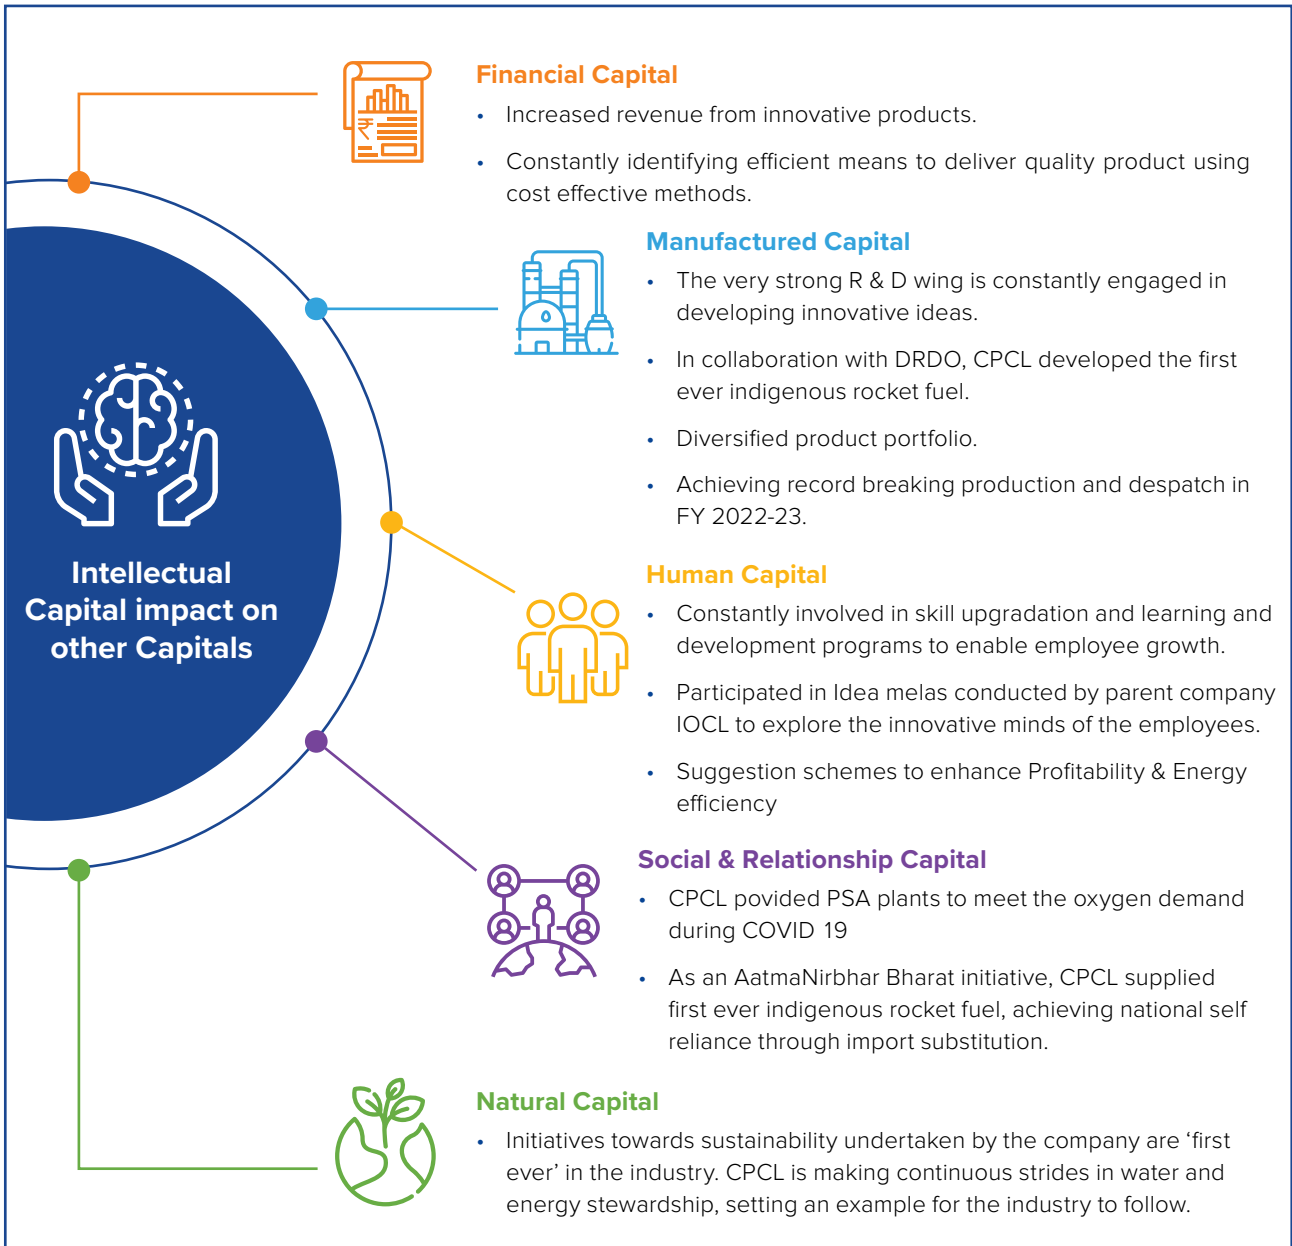 Financial Capital
• Increased revenue from innovative products.
• Constantly identifying efficient means to deliver quality product using
cost effective methods.
Manufactured Capital
• The very strong R & D wing is constantly engaged in
developing innovative ideas.
• In collaboration with DRDO, CPCL developed the first
ever indigenous rocket fuel.
• Diversified product portfolio.
• Achieving record breaking production and despatch in
FY 2022-23.
Intellectual
Capital impact on
other Capitals
Human Capital
• Constantly involved in skill upgradation and learning and
development programs to enable employee growth.
• Participated in Idea melas conducted by parent company
IOCL to explore the innovative minds of the employees.
• Suggestion schemes to enhance Profitability & Energy
efficiency
Social & Relationship Capital
• CPCL povided PSA plants to meet the oxygen demand
during COVID 19
• As an AatmaNirbhar Bharat initiative, CPCL supplied
first ever indigenous rocket fuel, achieving national self
reliance through import substitution.
Natural Capital
• Initiatives towards sustainability undertaken by the company are ‘first
ever’ in the industry. CPCL is making continuous strides in water and
energy stewardship, setting an example for the industry to follow.